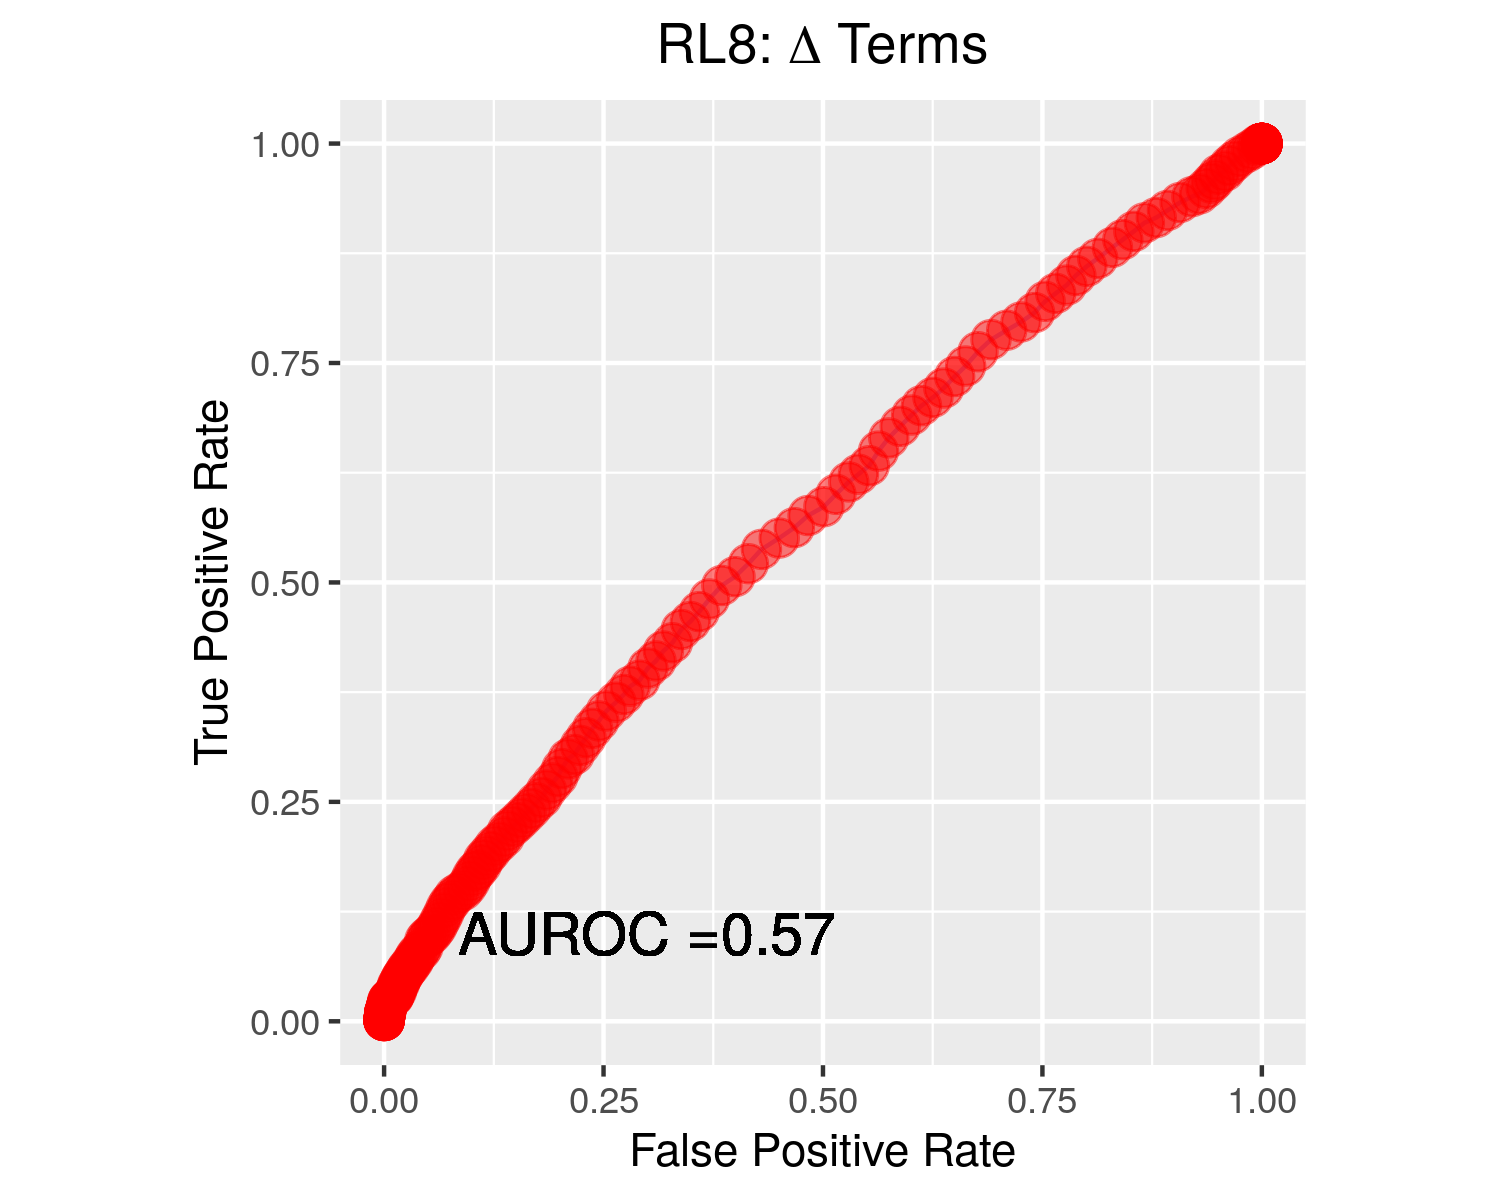 RL8: Δ Terms
1.00
0.75
0.50
0.25
0.00
True Positive Rate
AUROC =0.57
0.00 0.25 0.50 0.75 1.00
False Positive Rate